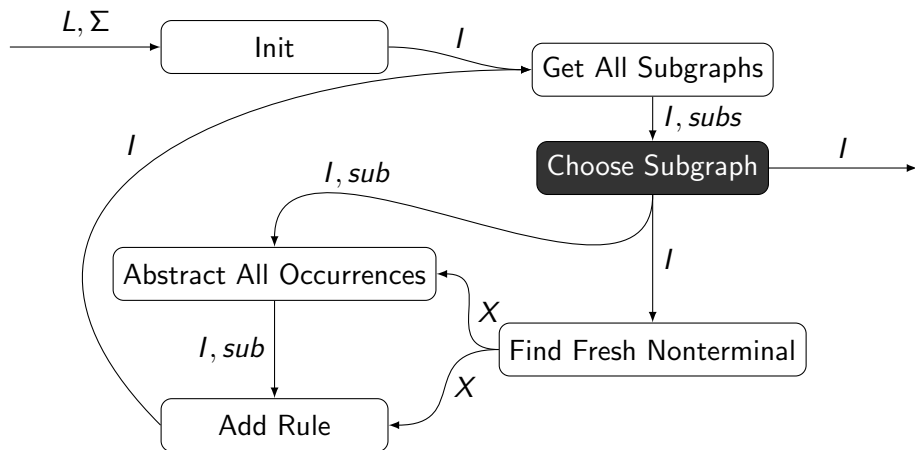 L, Σ
Init
I
Get All Subgraphs
I, subs
I
Choose Subgraph
I
I, sub
Abstract All Occurrences
I
X
I, sub
Find Fresh Nonterminal
X
Add Rule